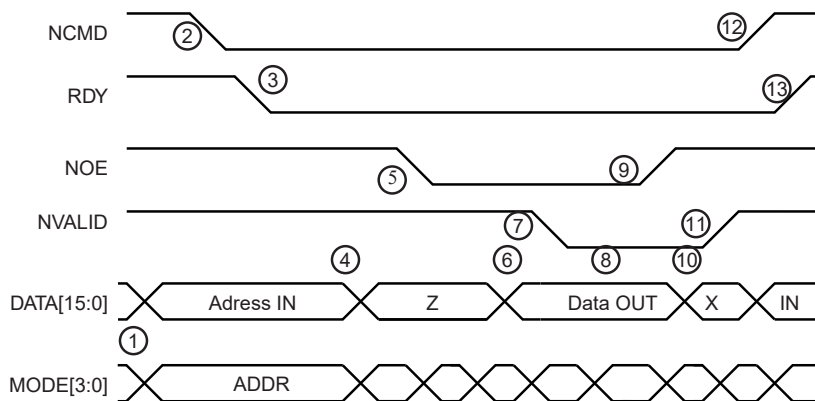 NCMD
②
⑫
RDY
③
⑬
NOE
⑤
⑨
NVALID
⑦
⑪
④
⑥
⑧
⑩
DATA[15:0]
Adress IN
Z
Data OUT
X
IN
①
MODE[3:0]
ADDR